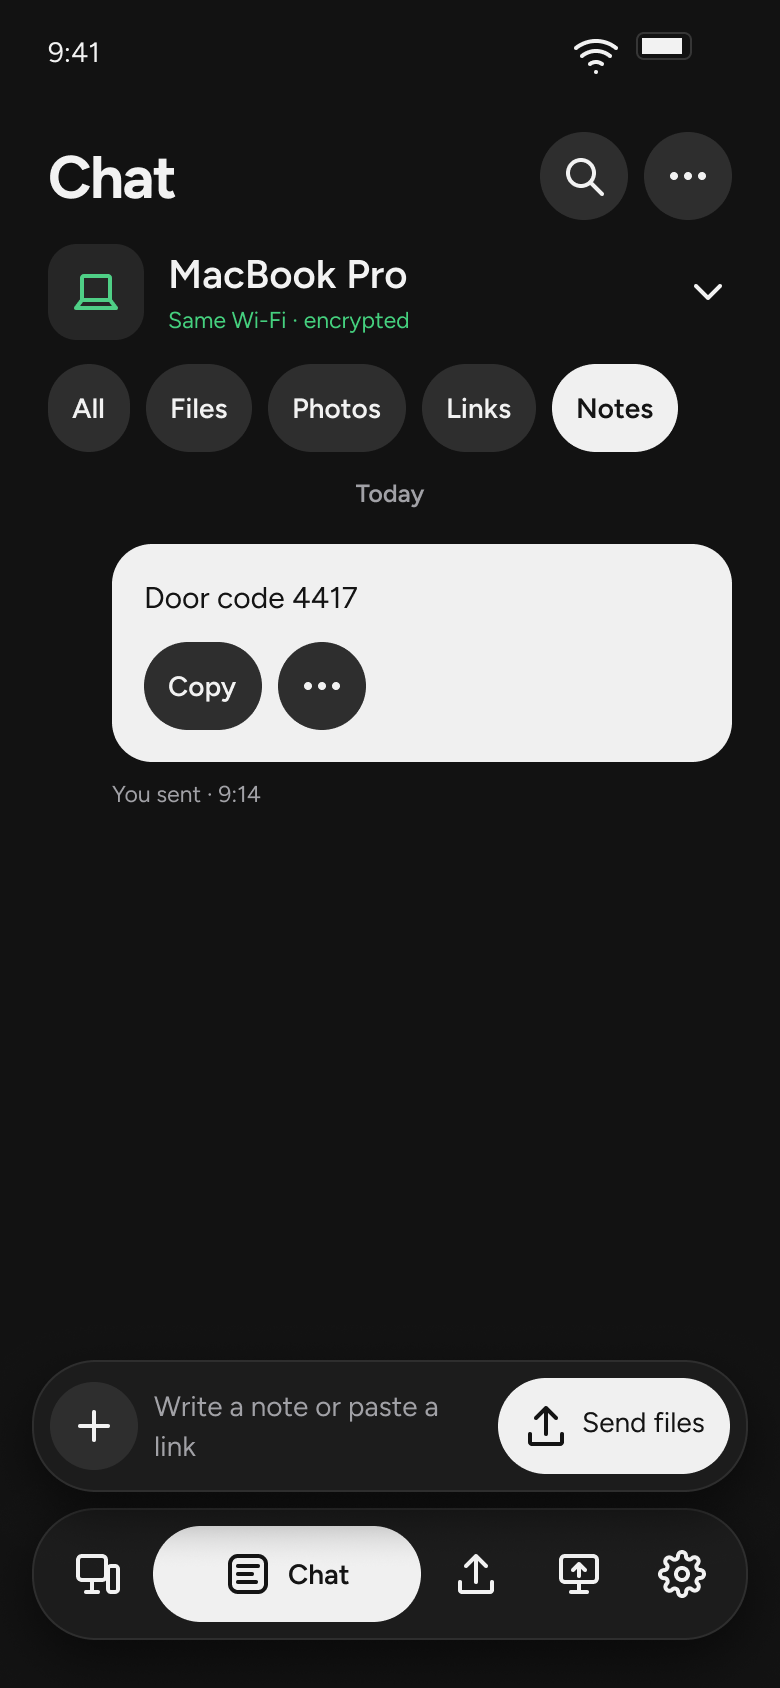 9:41
Chat
MacBook Pro
Same Wi-Fi · encrypted
All
Files
Photos
Links
Notes
Today
Door code 4417
Copy
You sent · 9:14
Write a note or paste a
link
Send files
Chat